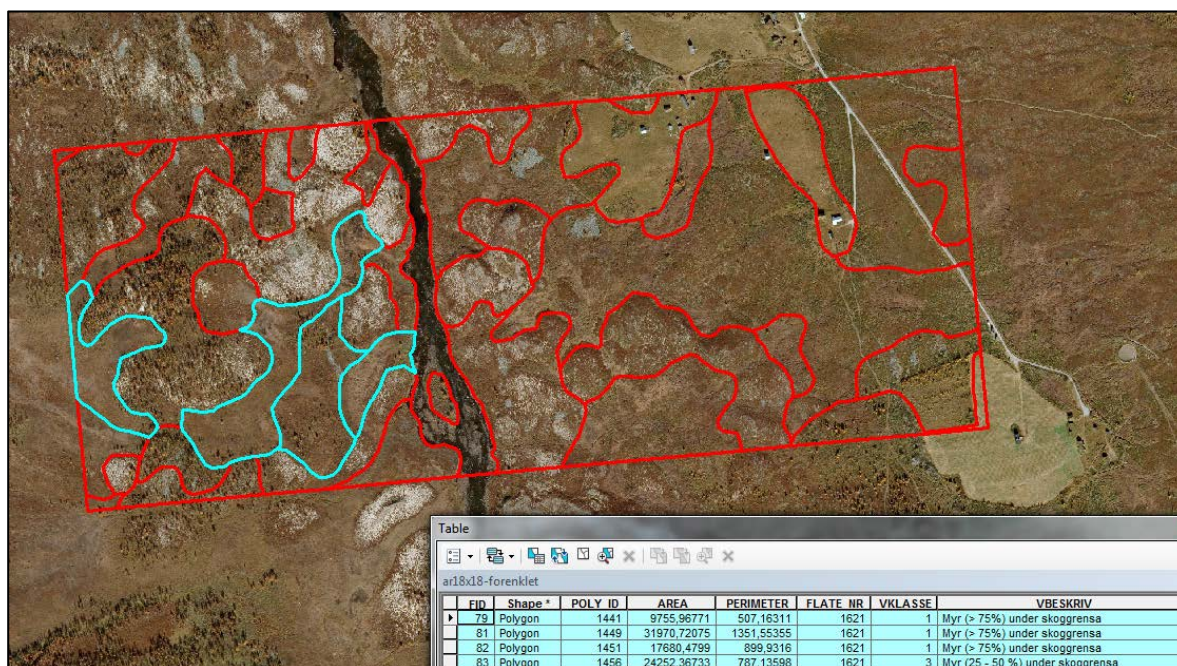 Table
ar18x18-forenklet
FID Shape * POLY_ID AREA PERIMETER FLATE_NR VKLASSE VBESKRIV
79 Polygon 1441 9755,96771 507,16311 1621 1 Myr (> 75%) under skoggrensa
81 Polygon 1449 31970,72075 1351,55355 1621 1 Myr (> 75%) under skoggrensa
82 Polygon 1451 17680,4799 899,9316 1621 1 Myr (> 75%) under skoggrensa
83 Polygon 1456 24252,36733 787,13598 1621 3 Myr (25 - 50 %) under skoggrensa